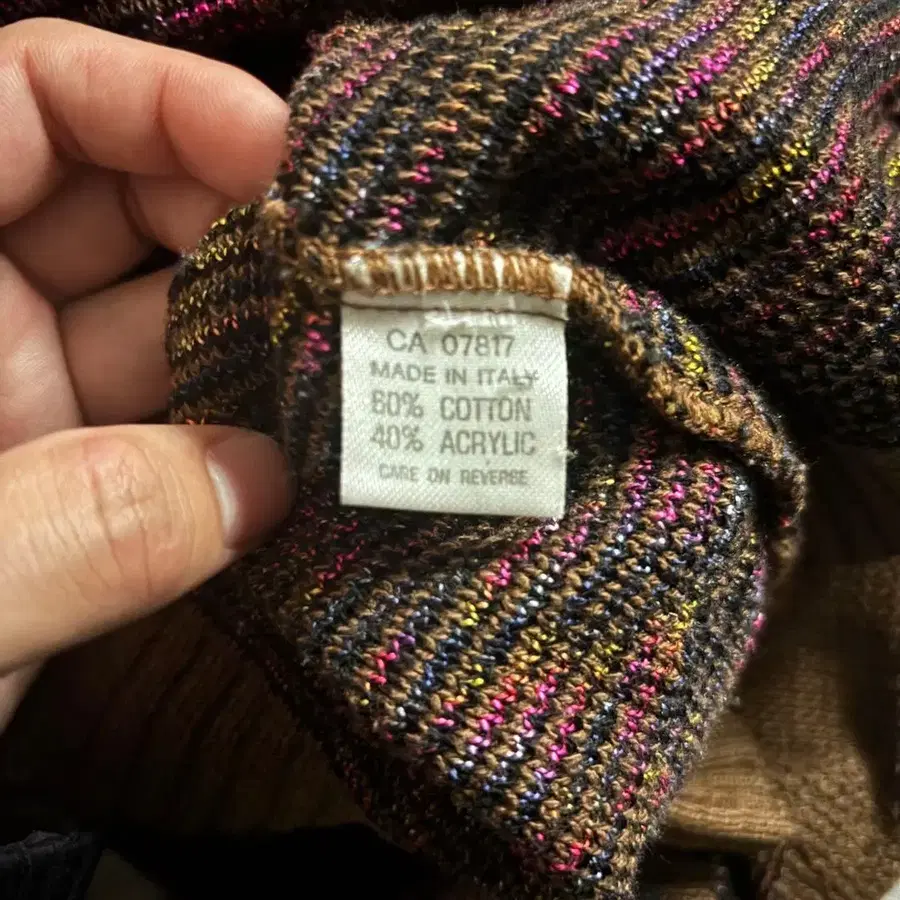 CA 07817
MADE IN ITALY
60% COTTON
40% ACRYLIC
CARE ON REVERSE